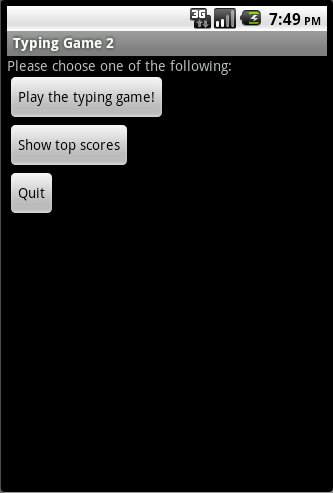 3G 7:49 PM
Typing Game 2
Please choose one of the following:
Play the typing game!
Show top scores
Quit